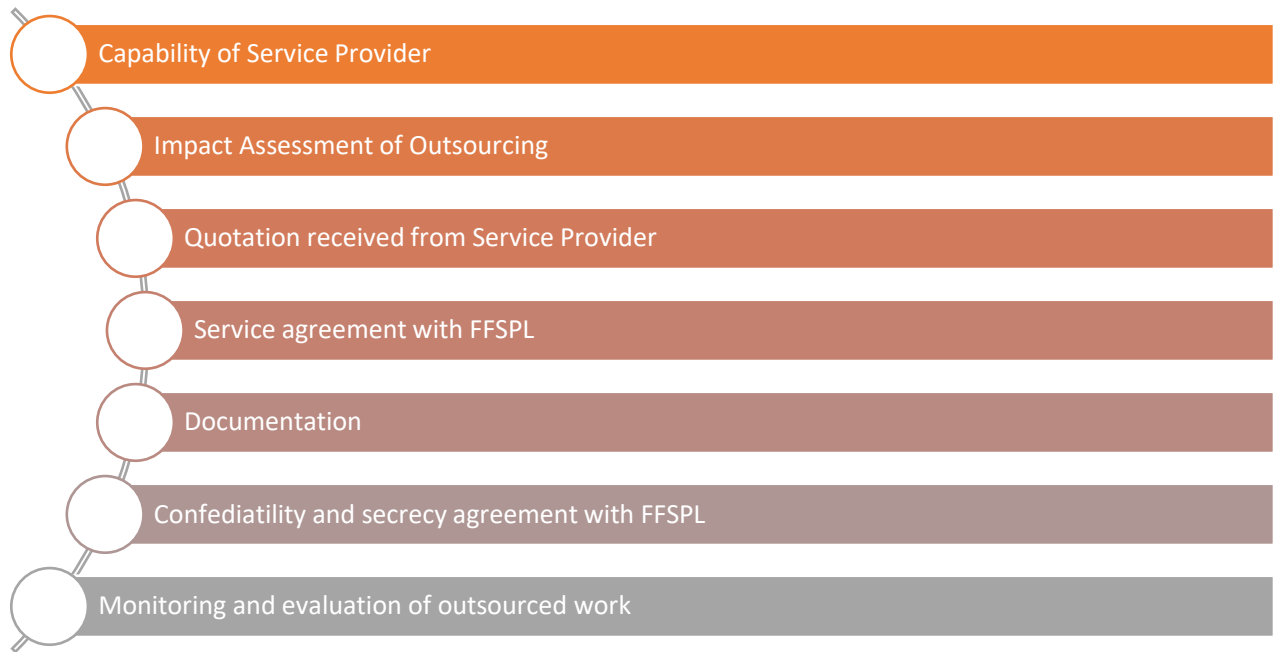 Capability of Service Provider
Impact Assessment of Outsourcing
Quotation received from Service Provider
Service agreement with FFSPL
Documentation
Confediatility and secrecy agreement with FFSPL
Monitoring and evaluation of outsourced work